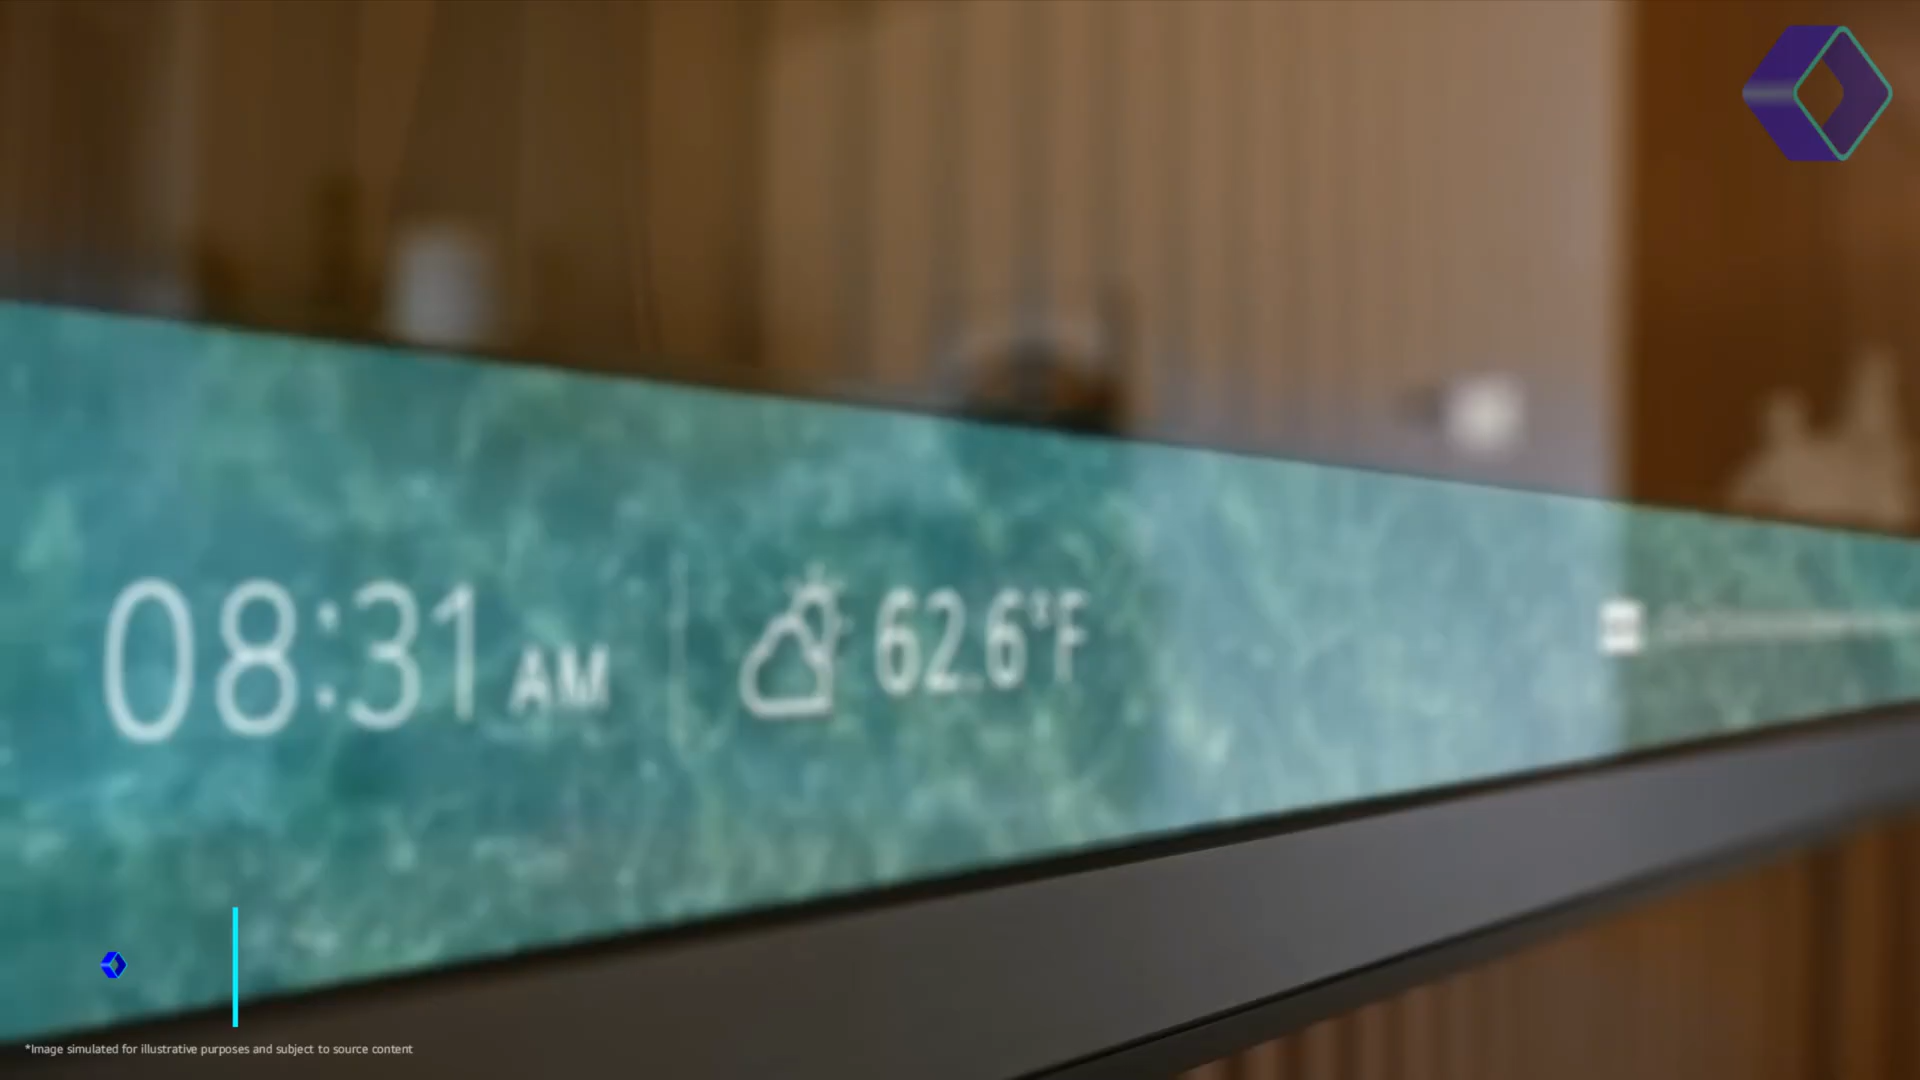 08:31 AM
62.6°F
*Image simulated for illustrative purposes and subject to source content